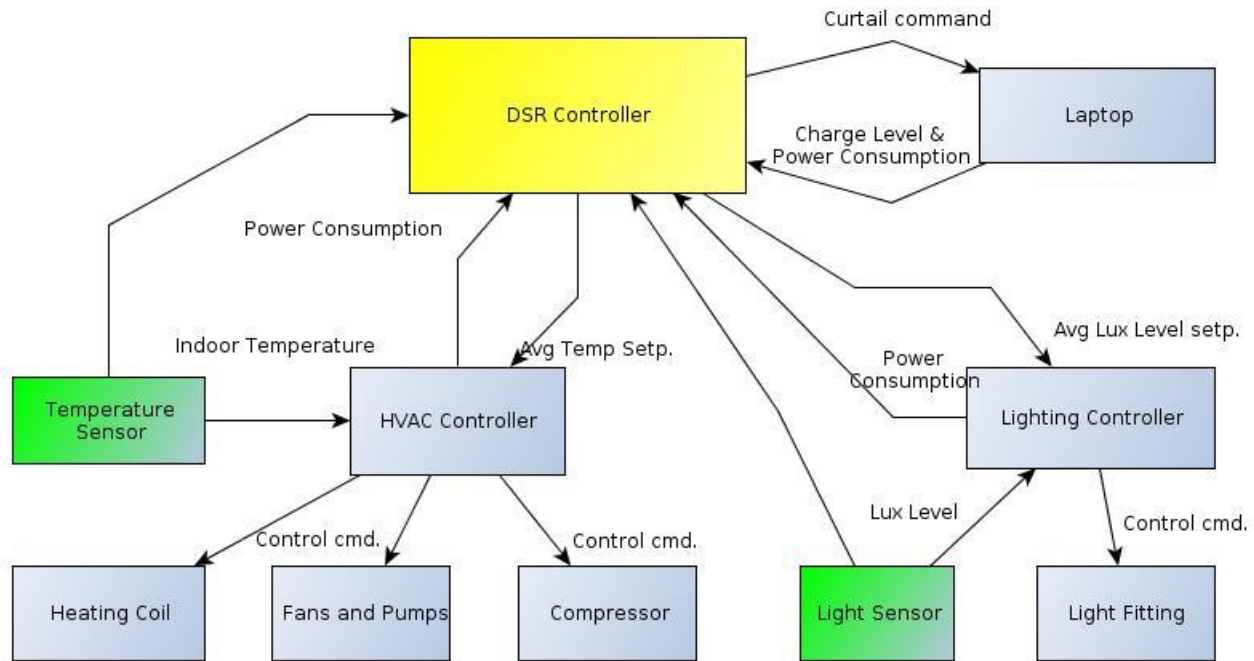 Curtail command
DSR Controller
Laptop
Charge Level &
Power Consumption
Power Consumption
Indoor Temperature
Avg Temp Setp.
Avg Lux Level setp.
Power
Consumption
Temperature
Sensor
HVAC Controller
Lighting Controller
Lux Level
Control cmd.
Control cmd.
Control cmd.
Heating Coil
Fans and Pumps
Compressor
Light Sensor
Light Fitting